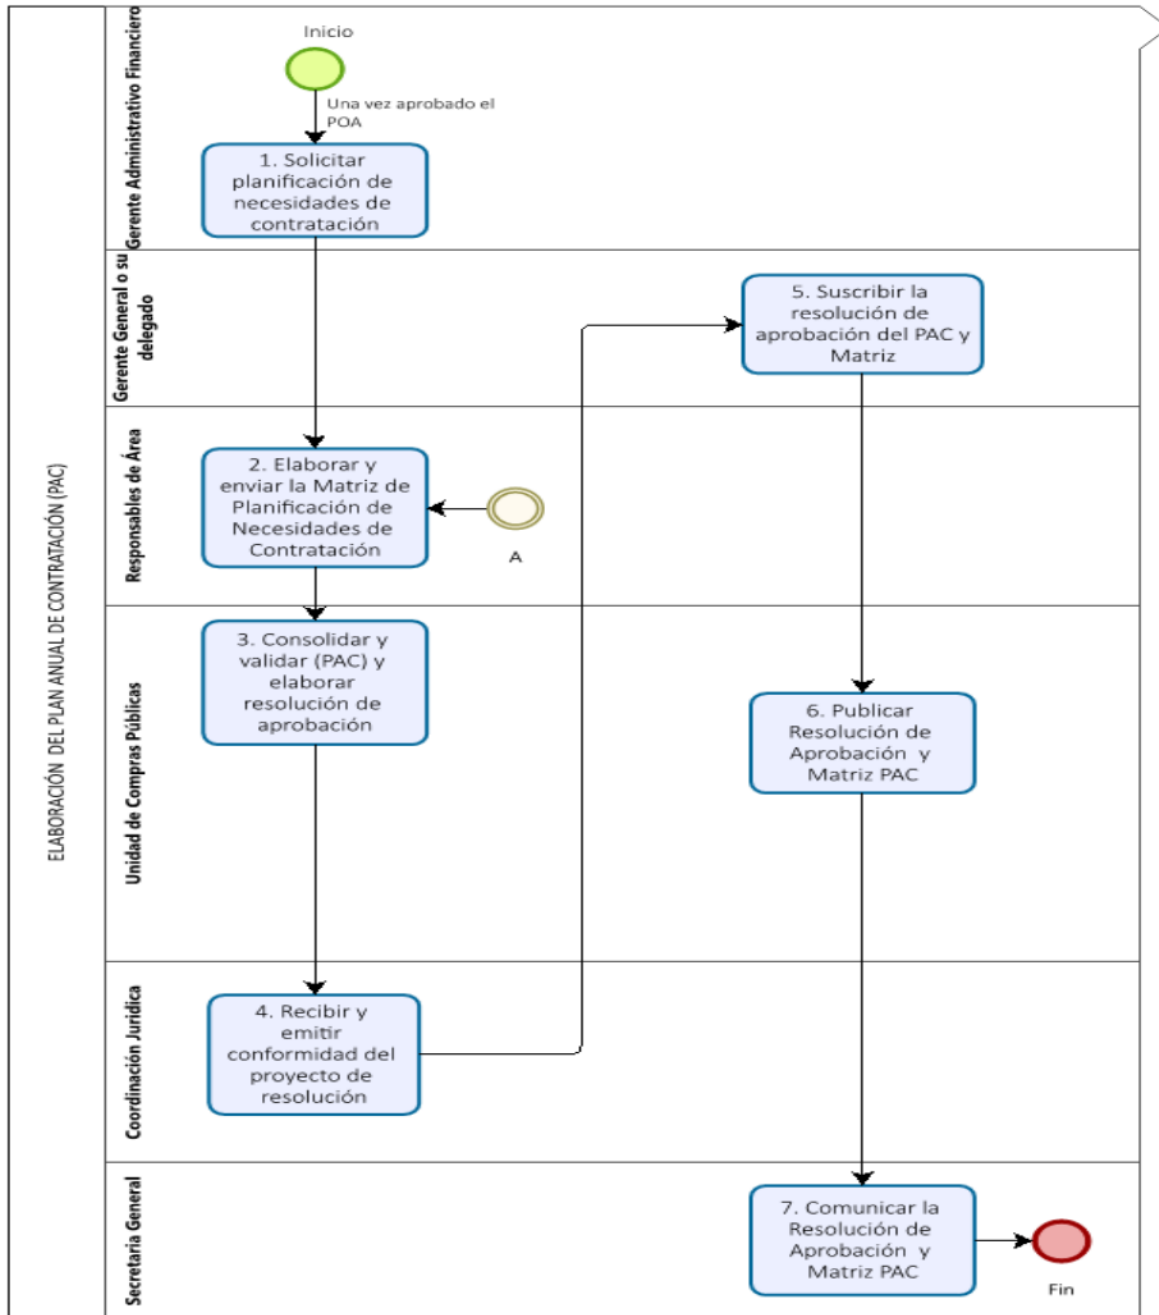 ELABORACIÓN DEL PLAN ANUAL DE CONTRATACIÓN (PAC)
Gerente Administrativo Financiero
Inicio
Una vez aprobado el
POA
1. Solicitar
planificación de
necesidades de
contratación
Gerente General o su
delegado
5. Suscribir la
resolución de
aprobación del PAC y
Matriz
Responsables de Área
2. Elaborar y
enviar la Matriz de
Planificación de
Necesidades de
Contratación
A
Unidad de Compras Públicas
3. Consolidar y
validar (PAC) y
elaborar
resolución de
aprobación
6. Publicar
Resolución de
Aprobación y
Matriz PAC
Coordinación Jurídica
4. Recibir y
emitir
conformidad del
proyecto de
resolución
Secretaria General
7. Comunicar la
Resolución de
Aprobación y
Matriz PAC
Fin